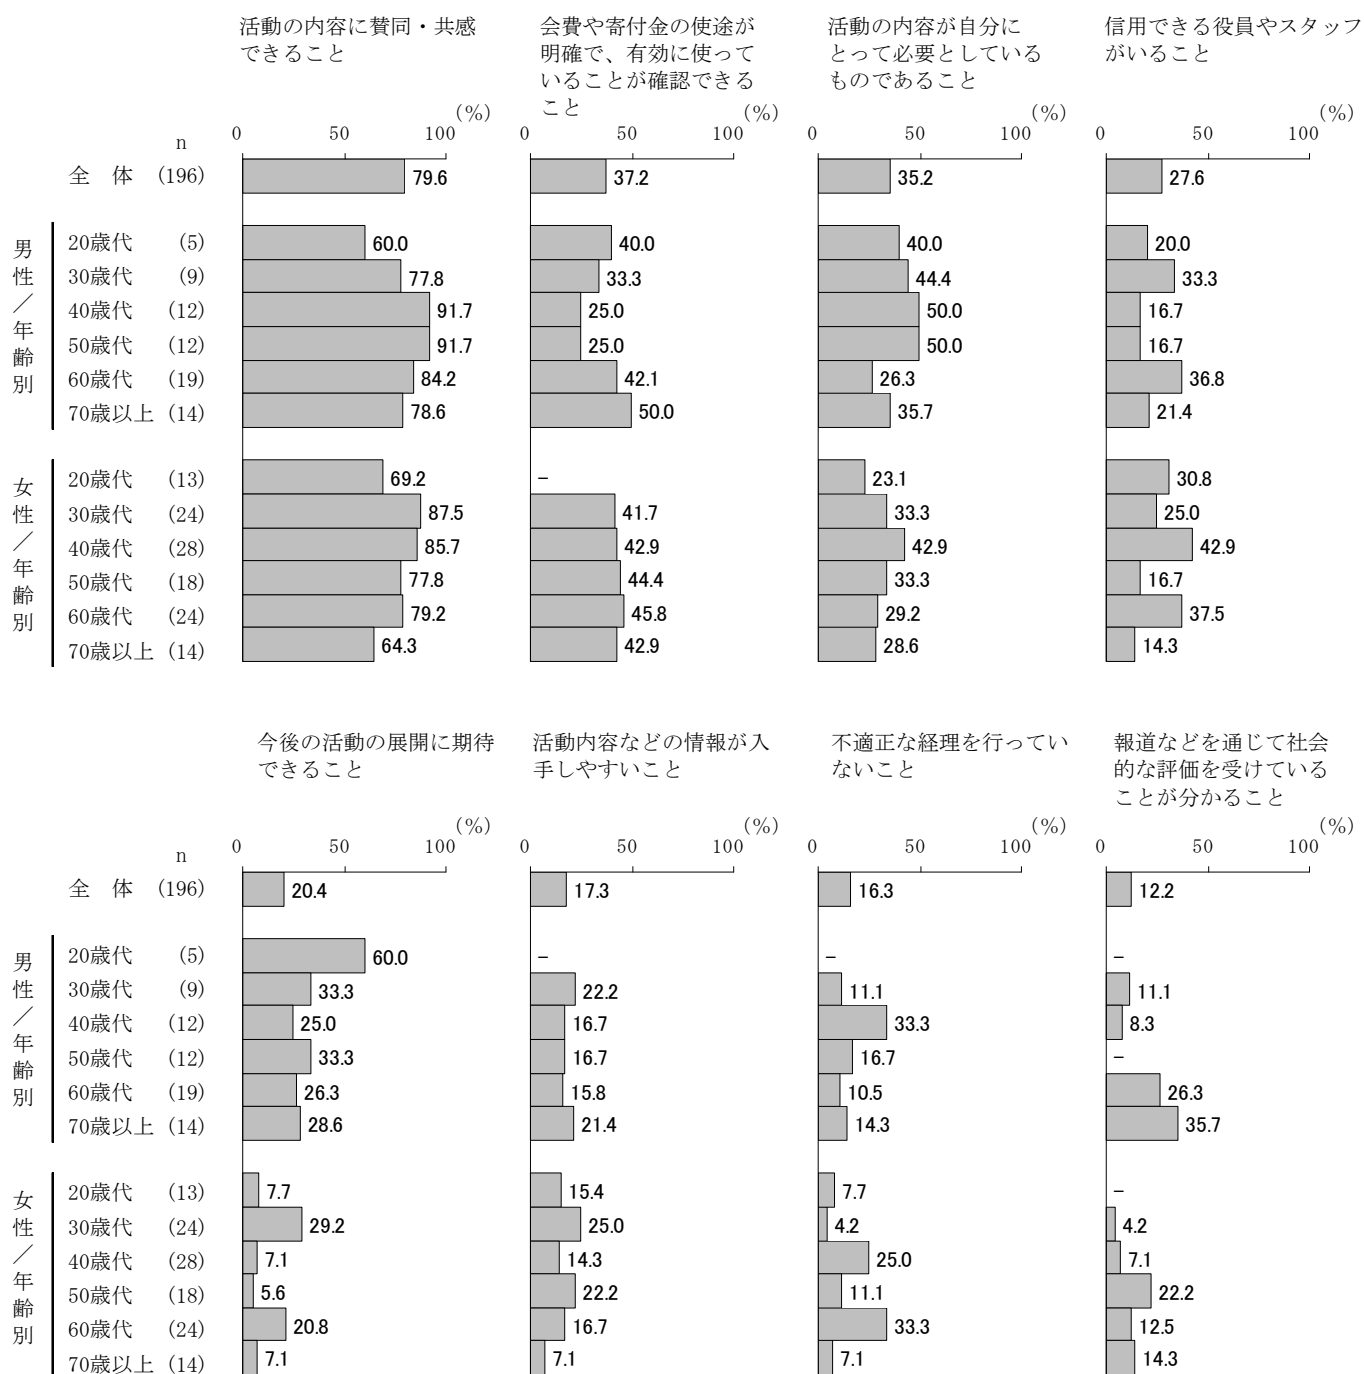 活動の内容に賛同・共感
できること
会費や寄付金の使途が
明確で、有効に使って
いることが確認できる
こと
活動の内容が自分に
とって必要としている
ものであること
信用できる役員やスタッフ
がいること
(%) (%) (%) (%)
n 0 50 100 0 50 100 0 50 100 0 50 100
全 体 (196) 79.6 37.2 35.2 27.6
男性／年齢別
20歳代 (5) 60.0 40.0 40.0 20.0
30歳代 (9) 77.8 33.3 44.4 33.3
40歳代 (12) 91.7 25.0 50.0 16.7
50歳代 (12) 91.7 25.0 50.0 16.7
60歳代 (19) 84.2 42.1 26.3 36.8
70歳以上 (14) 78.6 50.0 35.7 21.4
女性／年齢別
20歳代 (13) 69.2 － 23.1 30.8
30歳代 (24) 87.5 41.7 33.3 25.0
40歳代 (28) 85.7 42.9 42.9 42.9
50歳代 (18) 77.8 44.4 33.3 16.7
60歳代 (24) 79.2 45.8 29.2 37.5
70歳以上 (14) 64.3 42.9 28.6 14.3
今後の活動の展開に期待
できること
活動内容などの情報が入
手しやすいこと
不適正な経理を行ってい
ないこと
報道などを通じて社会
的な評価を受けている
ことが分かること
(%) (%) (%) (%)
n 0 50 100 0 50 100 0 50 100 0 50 100
全 体 (196) 20.4 17.3 16.3 12.2
男性／年齢別
20歳代 (5) 60.0 － － －
30歳代 (9) 33.3 22.2 11.1 11.1
40歳代 (12) 25.0 16.7 33.3 8.3
50歳代 (12) 33.3 16.7 16.7 －
60歳代 (19) 26.3 15.8 10.5 26.3
70歳以上 (14) 28.6 21.4 14.3 35.7
女性／年齢別
20歳代 (13) 7.7 15.4 7.7 －
30歳代 (24) 29.2 25.0 4.2 4.2
40歳代 (28) 7.1 14.3 25.0 7.1
50歳代 (18) 5.6 22.2 11.1 22.2
60歳代 (24) 20.8 16.7 33.3 12.5
70歳以上 (14) 7.1 7.1 7.1 14.3